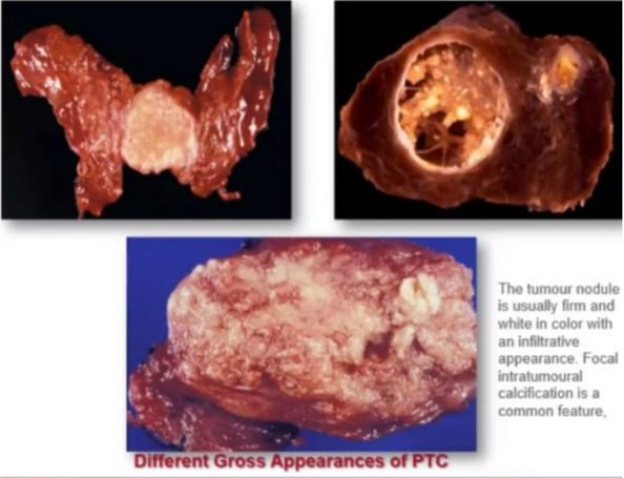 The tumour nodule
is usually firm and
white in color with
an infiltrative
appearance. Focal
intratumoural
calcification is a
common feature,
Different Gross Appearances of PTC